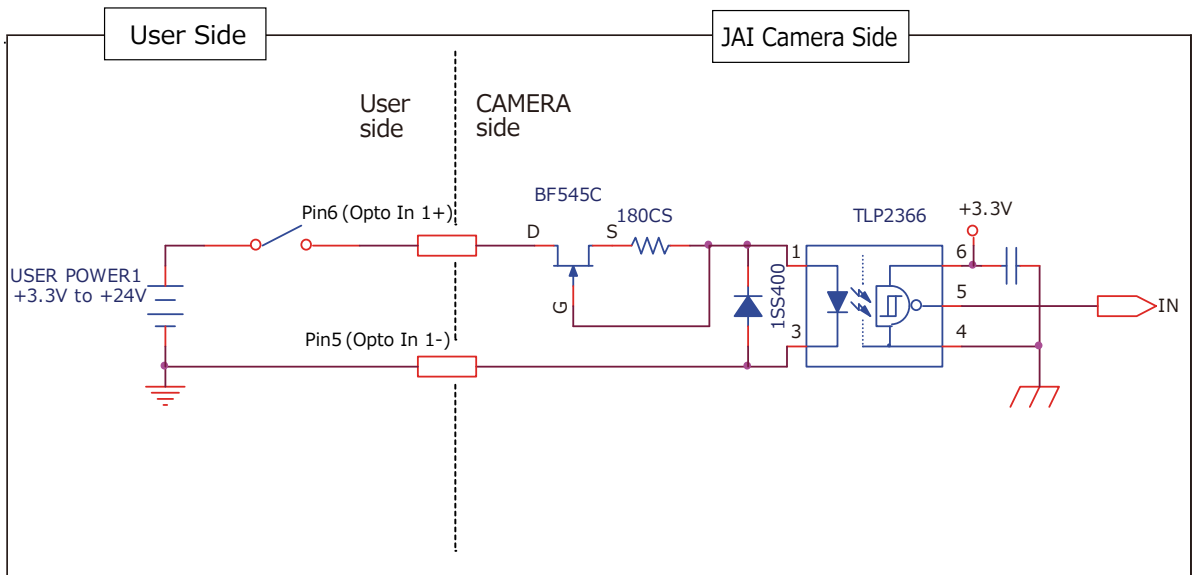 User Side
JAI Camera Side
User
side
CAMERA
side
BF545C
Pin6 (Opto In 1+)
D
S
180CS
TLP2366
+3.3V
1
6
USER POWER1
+3.3V to +24V
G
1SS400
5
IN
Pin5 (Opto In 1-)
3
4